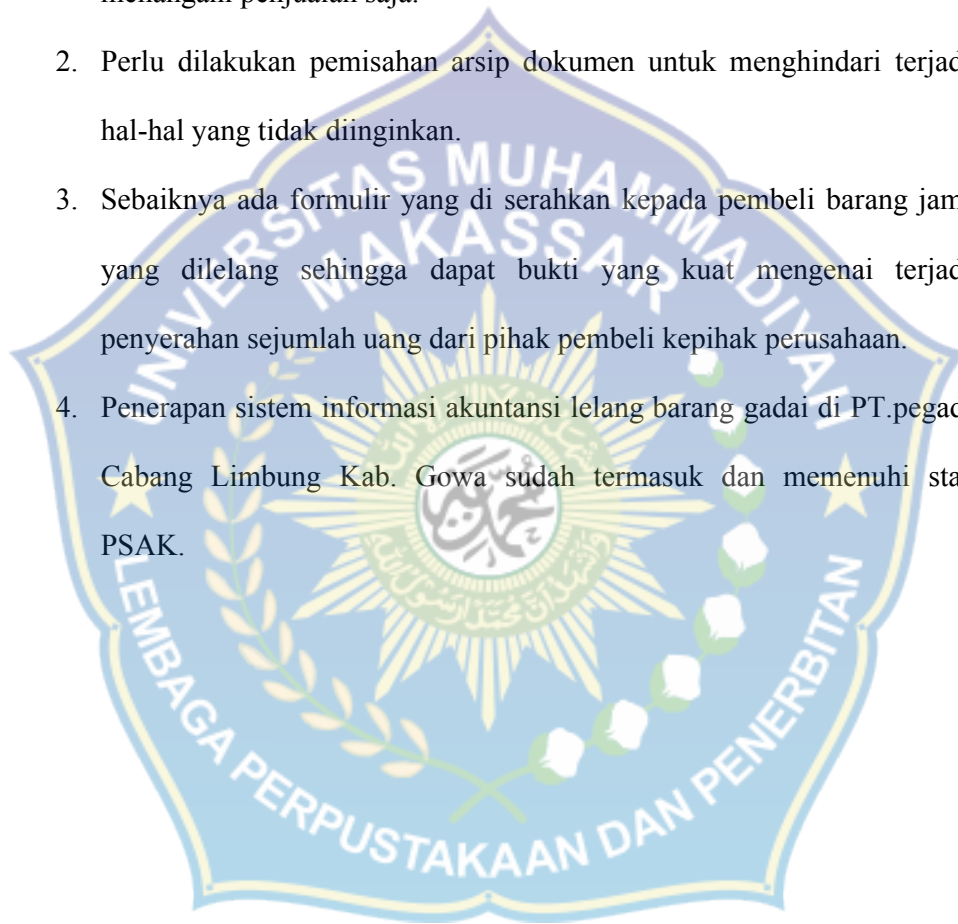 menangani penjualan saja.
2. Perlu dilakukan pemisahan arsip dokumen untuk menghindari terjad
hal-hal yang tidak diinginkan.
3. Sebaiknya ada formulir yang di serahkan kepada pembeli barang jam
yang dilelang sehingga dapat bukti yang kuat mengenai terjad
penyerahan sejumlah uang dari pihak pembeli kepihak perusahaan.
4. Penerapan sistem informasi akuntansi lelang barang gadai di PT.pegad
Cabang Limbung Kab. Gowa sudah termasuk dan memenuhi sta
PSAK.
UNIVERSITAS MUHAMMADIYAH
MAKASSAR
LEMBAGA PERPUSTAKAAN DAN PENERBITAN